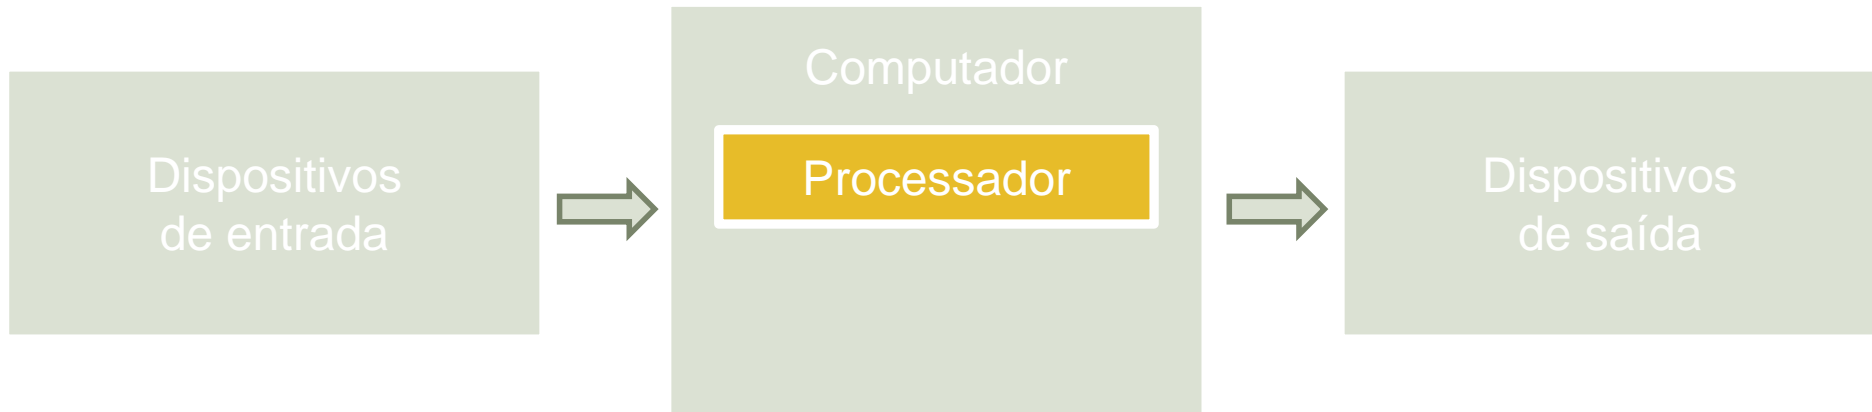 Dispositivos
de entrada
Computador
Processador
Dispositivos
de saída